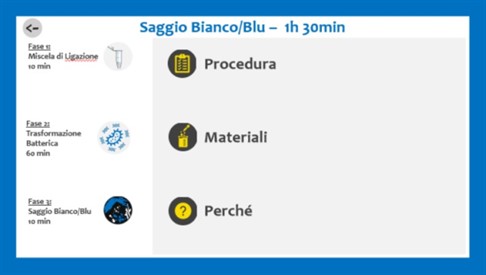 <-
Saggio Bianco/Blu – 1h 30min
Fase 1:
Miscela di Ligazione
10 min
Procedura
Fase 2:
Trasformazione
Batterica
60 min
Materiali
Fase 3:
Saggio Bianco/Blu
10 min
?
Perché